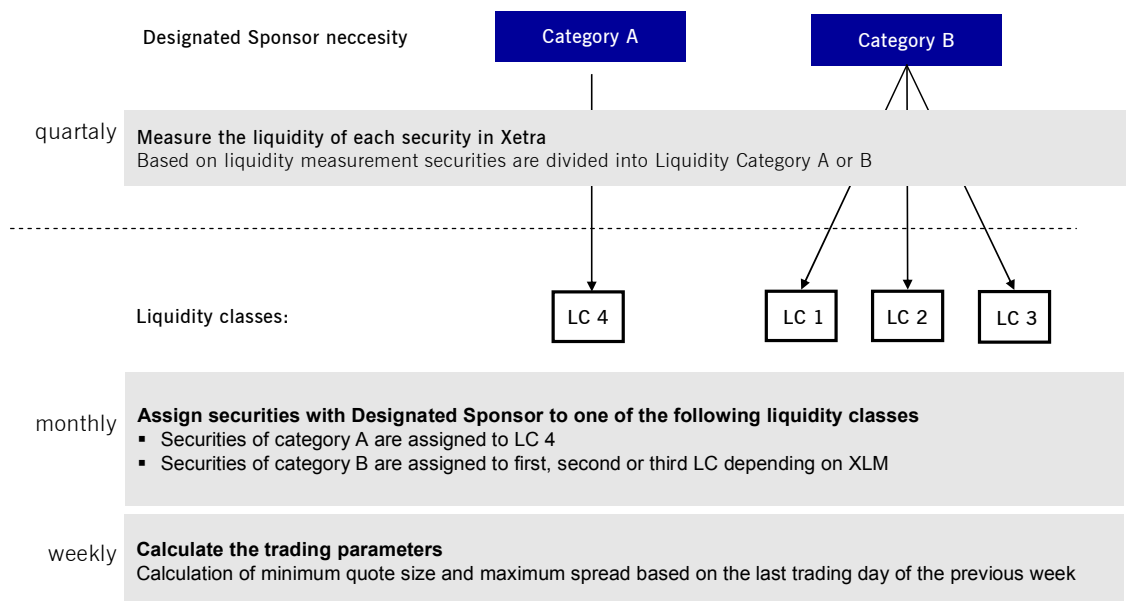 Designated Sponsor neccesity
Category A
Category B
quartaly
Measure the liquidity of each security in Xetra
Based on liquidity measurement securities are divided into Liquidity Category A or B
Liquidity classes:
LC 4
LC 1
LC 2
LC 3
monthly
Assign securities with Designated Sponsor to one of the following liquidity classes
▪ Securities of category A are assigned to LC 4
▪ Securities of category B are assigned to first, second or third LC depending on XLM
weekly
Calculate the trading parameters
Calculation of minimum quote size and maximum spread based on the last trading day of the previous week